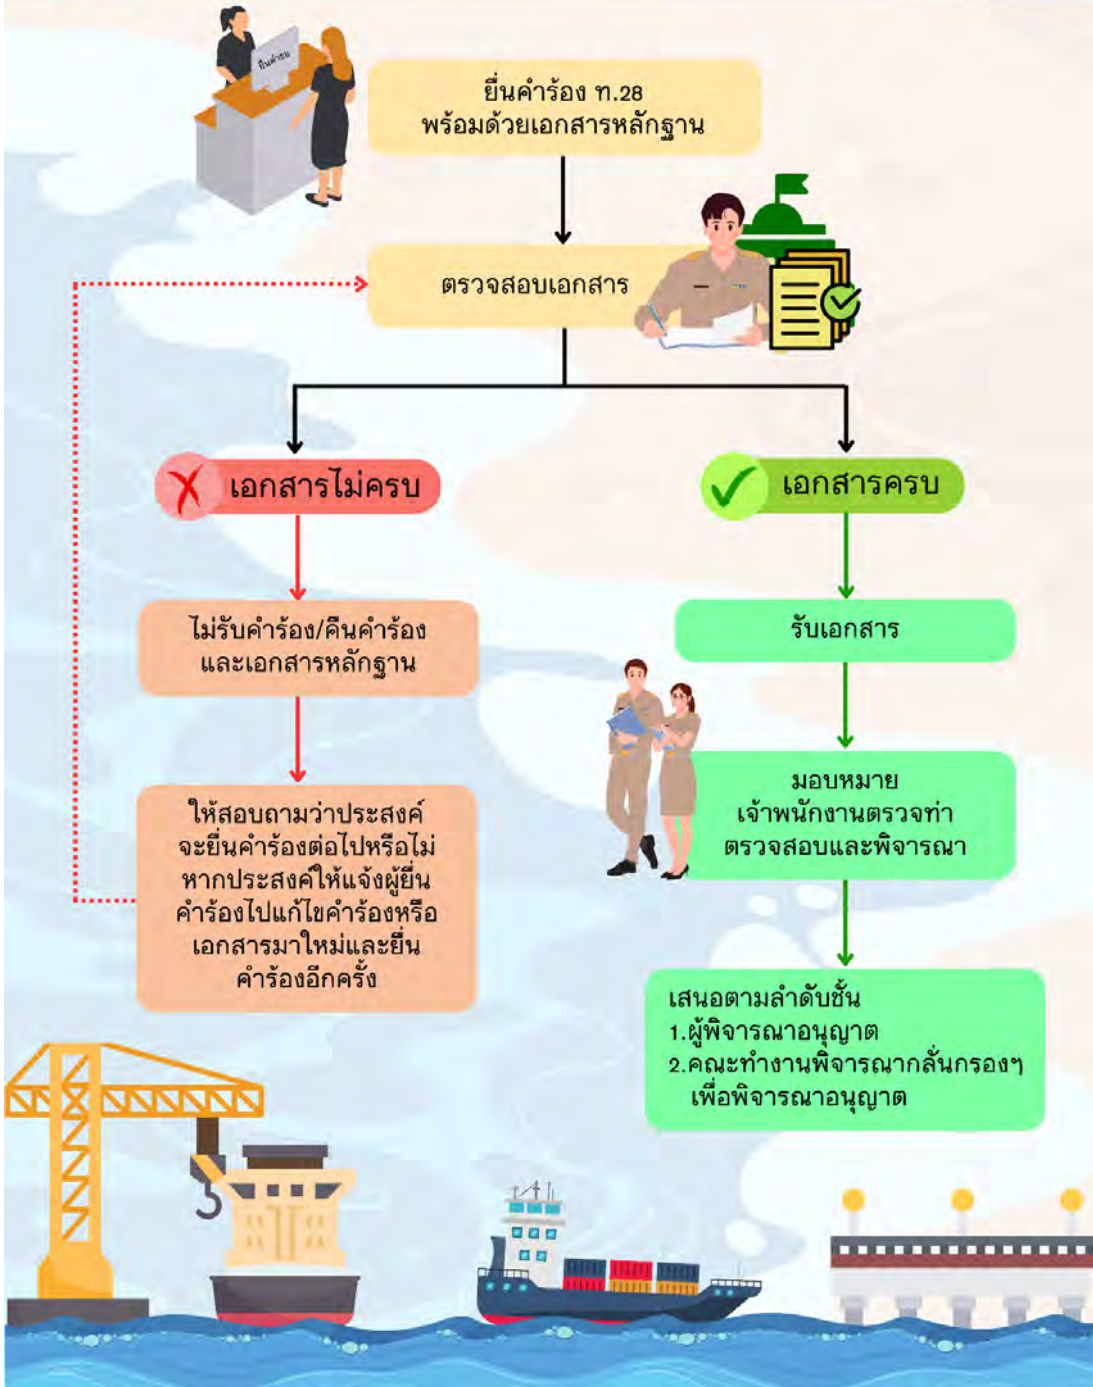 ยื่นคำขอ
ยื่นคำร้อง ท.28
พร้อมด้วยเอกสารหลักฐาน
ตรวจสอบเอกสาร
เอกสารไม่ครบ
เอกสารครบ
ไม่รับคำร้อง/คืนคำร้อง
และเอกสารหลักฐาน
รับเอกสาร
ให้สอบถามว่าประสงค์
จะยื่นคำร้องต่อไปหรือไม่
หากประสงค์ให้แจ้งผู้ยื่น
คำร้องไปแก้ไขคำร้องหรือ
เอกสารมาใหม่และยื่น
คำร้องอีกครั้ง
มอบหมาย
เจ้าพนักงานตรวจท่า
ตรวจสอบและพิจารณา
เสนอตามลำดับชั้น
1.ผู้พิจารณาอนุญาต
2.คณะทำงานพิจารณากลั่นกรองฯ
เพื่อพิจารณาอนุญาต